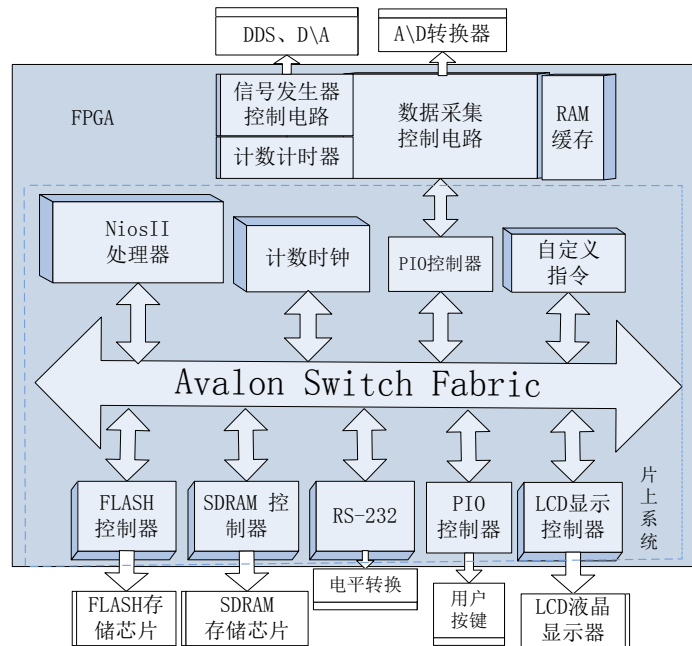 DDS、D\A
A\D转换器
FPGA
信号发生器
控制电路
计数计时器
数据采集
控制电路
RAM
缓存
NiosII
处理器
计数时钟
PIO控制器
自定义
指令
Avalon Switch Fabric
FLASH
控制器
SDRAM 控
制器
RS-232
PIO
控制器
LCD显示
控制器
片上系统
FLASH存
储芯片
SDRAM
存储芯片
电平转换
用户
按键
LCD液晶
显示器